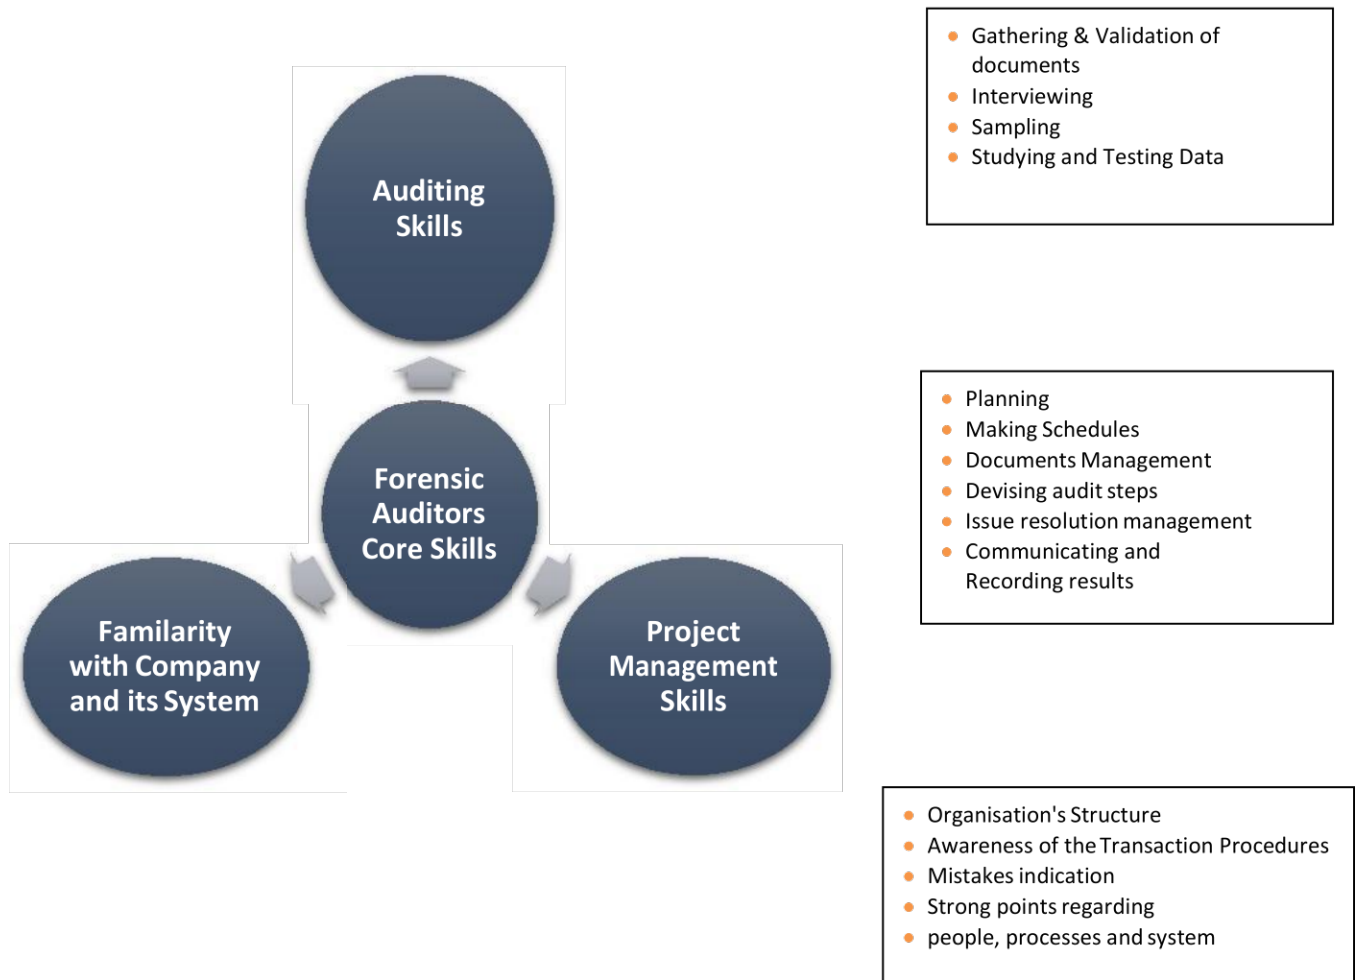 Auditing
Skills
Forensic
Auditors
Core Skills
Familarity
with Company
and its System
Project
Management
Skills
Gathering & Validation of
documents
Interviewing
Sampling
Studying and Testing Data
Planning
Making Schedules
Documents Management
Devising audit steps
Issue resolution management
Communicating and
Recording results
Organisation's Structure
Awareness of the Transaction Procedures
Mistakes indication
Strong points regarding
people, processes and system